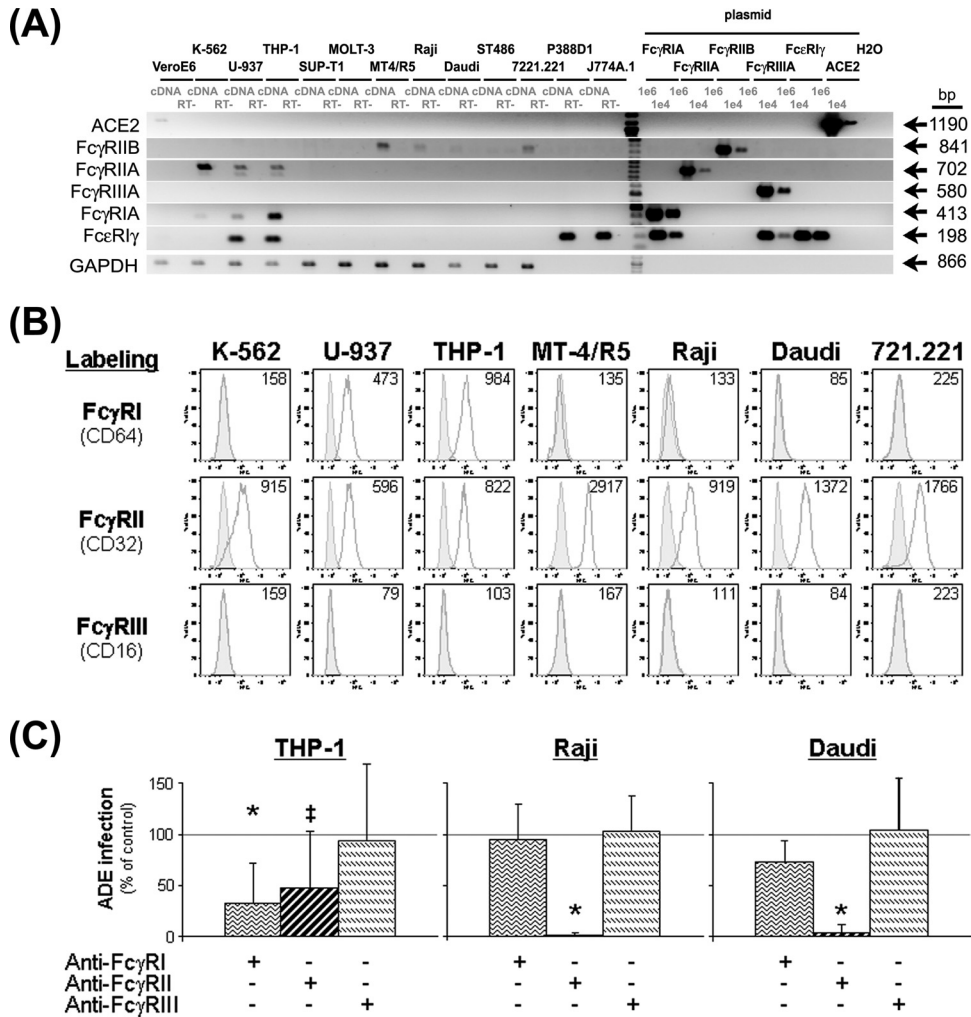 (A)
plasmid
K-562 THP-1 MOLT-3 Raji ST486 P388D1 FcγRIA FcγRIIB FcεRIγ H2O
VeroE6 U-937 SUP-T1 MT4/R5 Daudi 7221.221 J774A.1 FcγRIIA FcγRIIIA ACE2
cDNA cDNA cDNA cDNA cDNA cDNA cDNA cDNA cDNA cDNA cDNA cDNA cDNA 1e6 1e6 1e6 1e6 1e6 1e6
RT- RT- RT- RT- RT- RT- RT- RT- RT- RT- RT- RT- RT- 1e4 1e4 1e4 1e4 1e4 1e4
bp
ACE2 1190
FcγRIIB 841
FcγRIIA 702
FcγRIIIA 580
FcγRIA 413
FcεRIγ 198
GAPDH 866
(B)
Labeling K-562 U-937 THP-1 MT-4/R5 Raji Daudi 721.221
FcγRI
(CD64)
158 473 984 135 133 85 225
FcγRII
(CD32)
915 596 822 2917 919 1372 1766
FcγRIII
(CD16)
159 79 103 167 111 84 223
(C)
THP-1 Raji Daudi
ADE infection
(% of control)
150
100
50
0
* ‡ * *
Anti-FcγRI + - - + - - + - -
Anti-FcγRII - + - - + - - + -
Anti-FcγRIII - - + - - + - - +